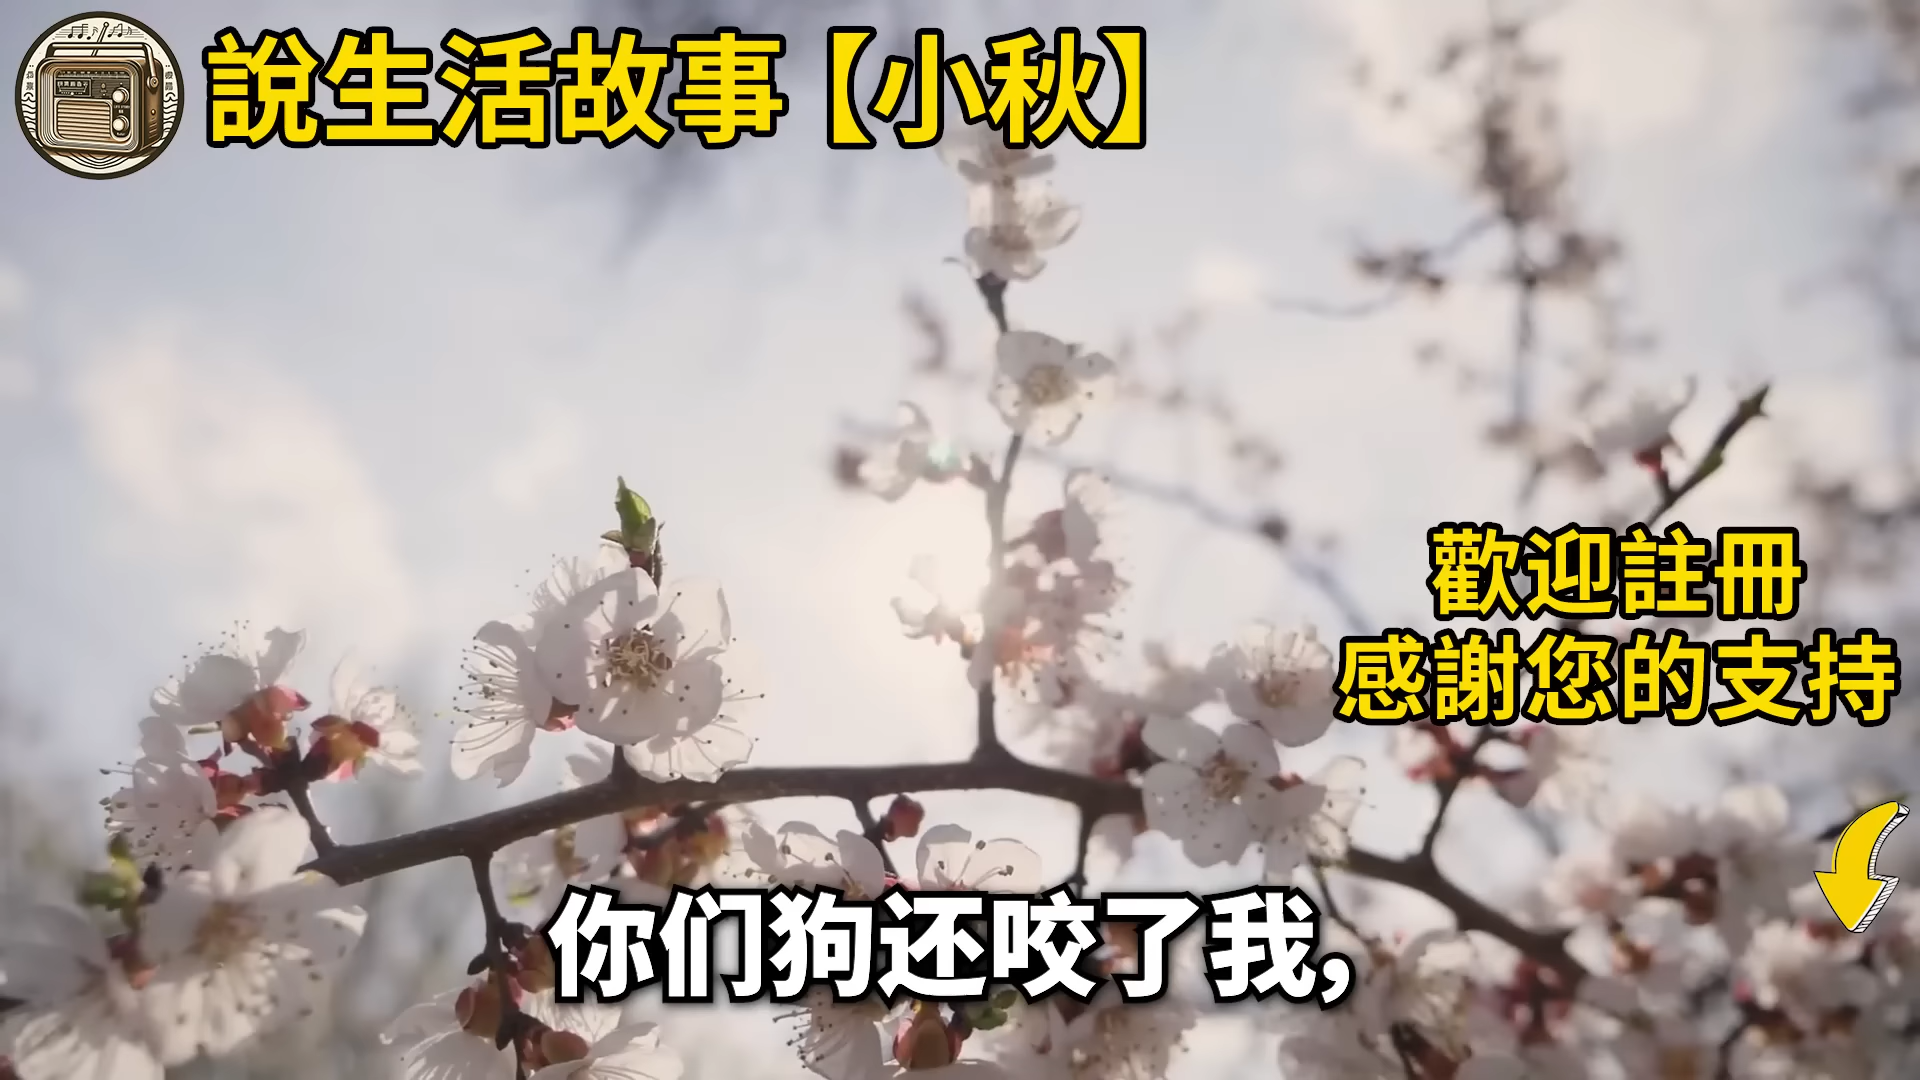 說生活故事【小秋】
歡迎註冊
感謝您的支持
你们狗还咬了我,